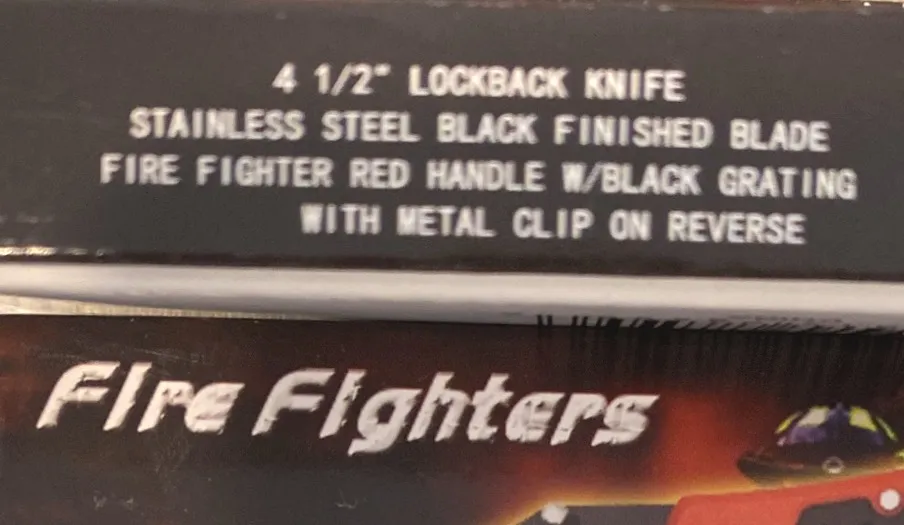 4 1/2" LOCKBACK KNIFE
STAINLESS STEEL BLACK FINISHED BLADE
FIRE FIGHTER RED HANDLE W/BLACK GRATING
WITH METAL CLIP ON REVERSE
Fire Fighters